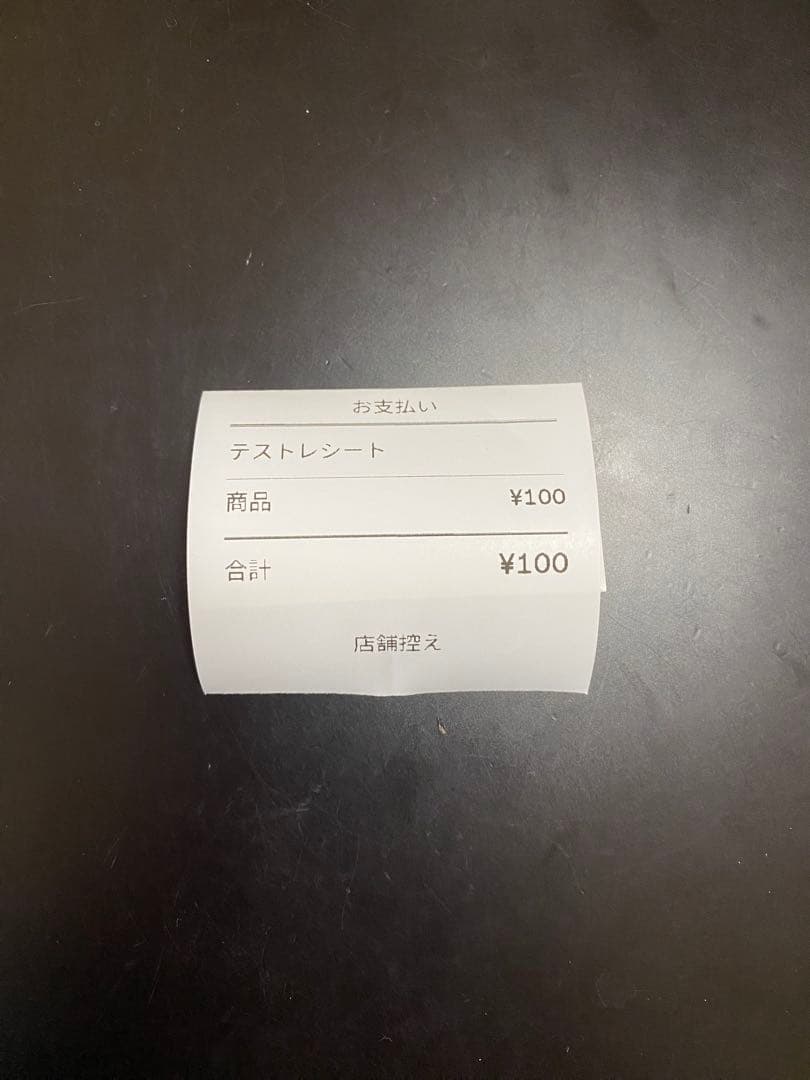 お支払い
テストレシート
商品 ¥100
合計 ¥100
店舗控え